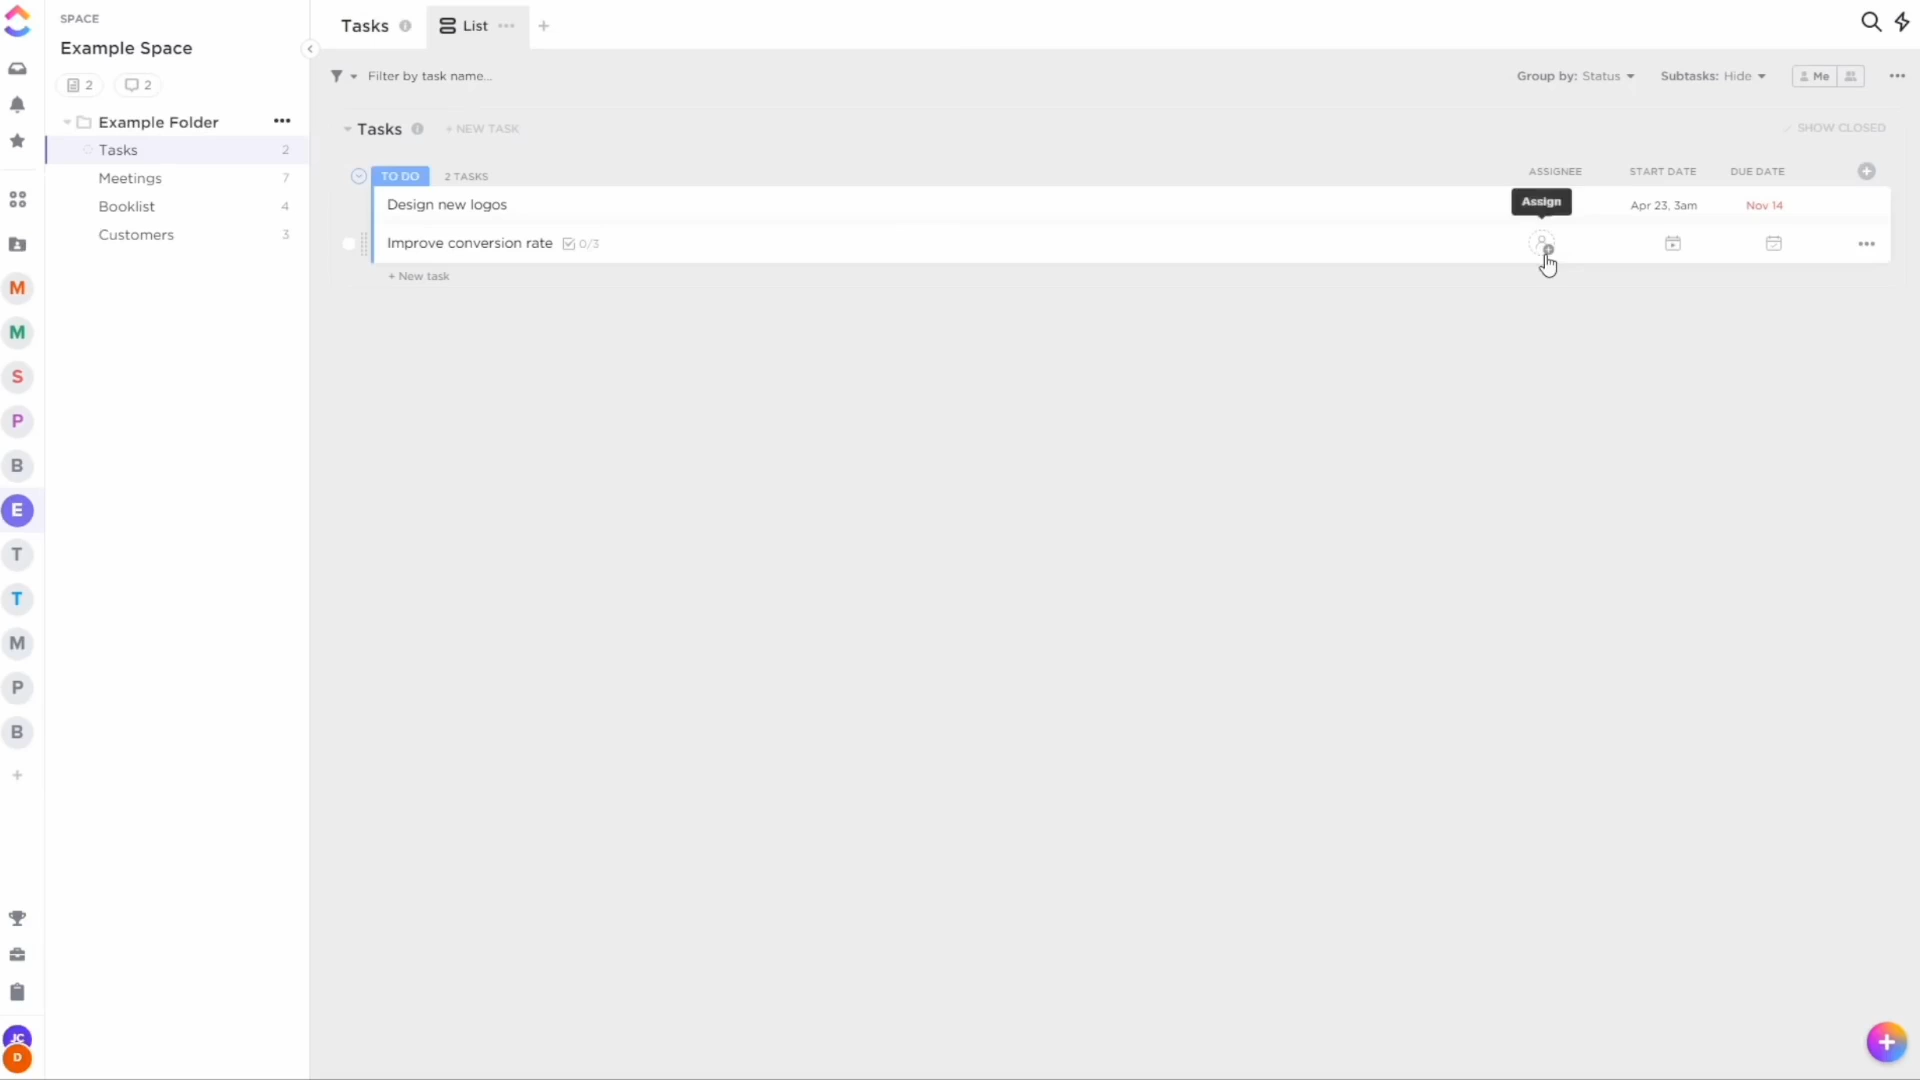 SPACE
Example Space
2
2
Example Folder
Tasks 2
Meetings 7
Booklist 4
Customers 3
M
M
S
P
B
E
T
T
M
P
B
JC
D
Tasks
List
Filter by task name...
Group by: Status
Subtasks: Hide
Me
Tasks
+ NEW TASK
SHOW CLOSED
TO DO
2 TASKS
ASSIGNEE
START DATE
DUE DATE
Design new logos
Assign
Apr 23, 3am
Nov 14
Improve conversion rate
0/3
+ New task